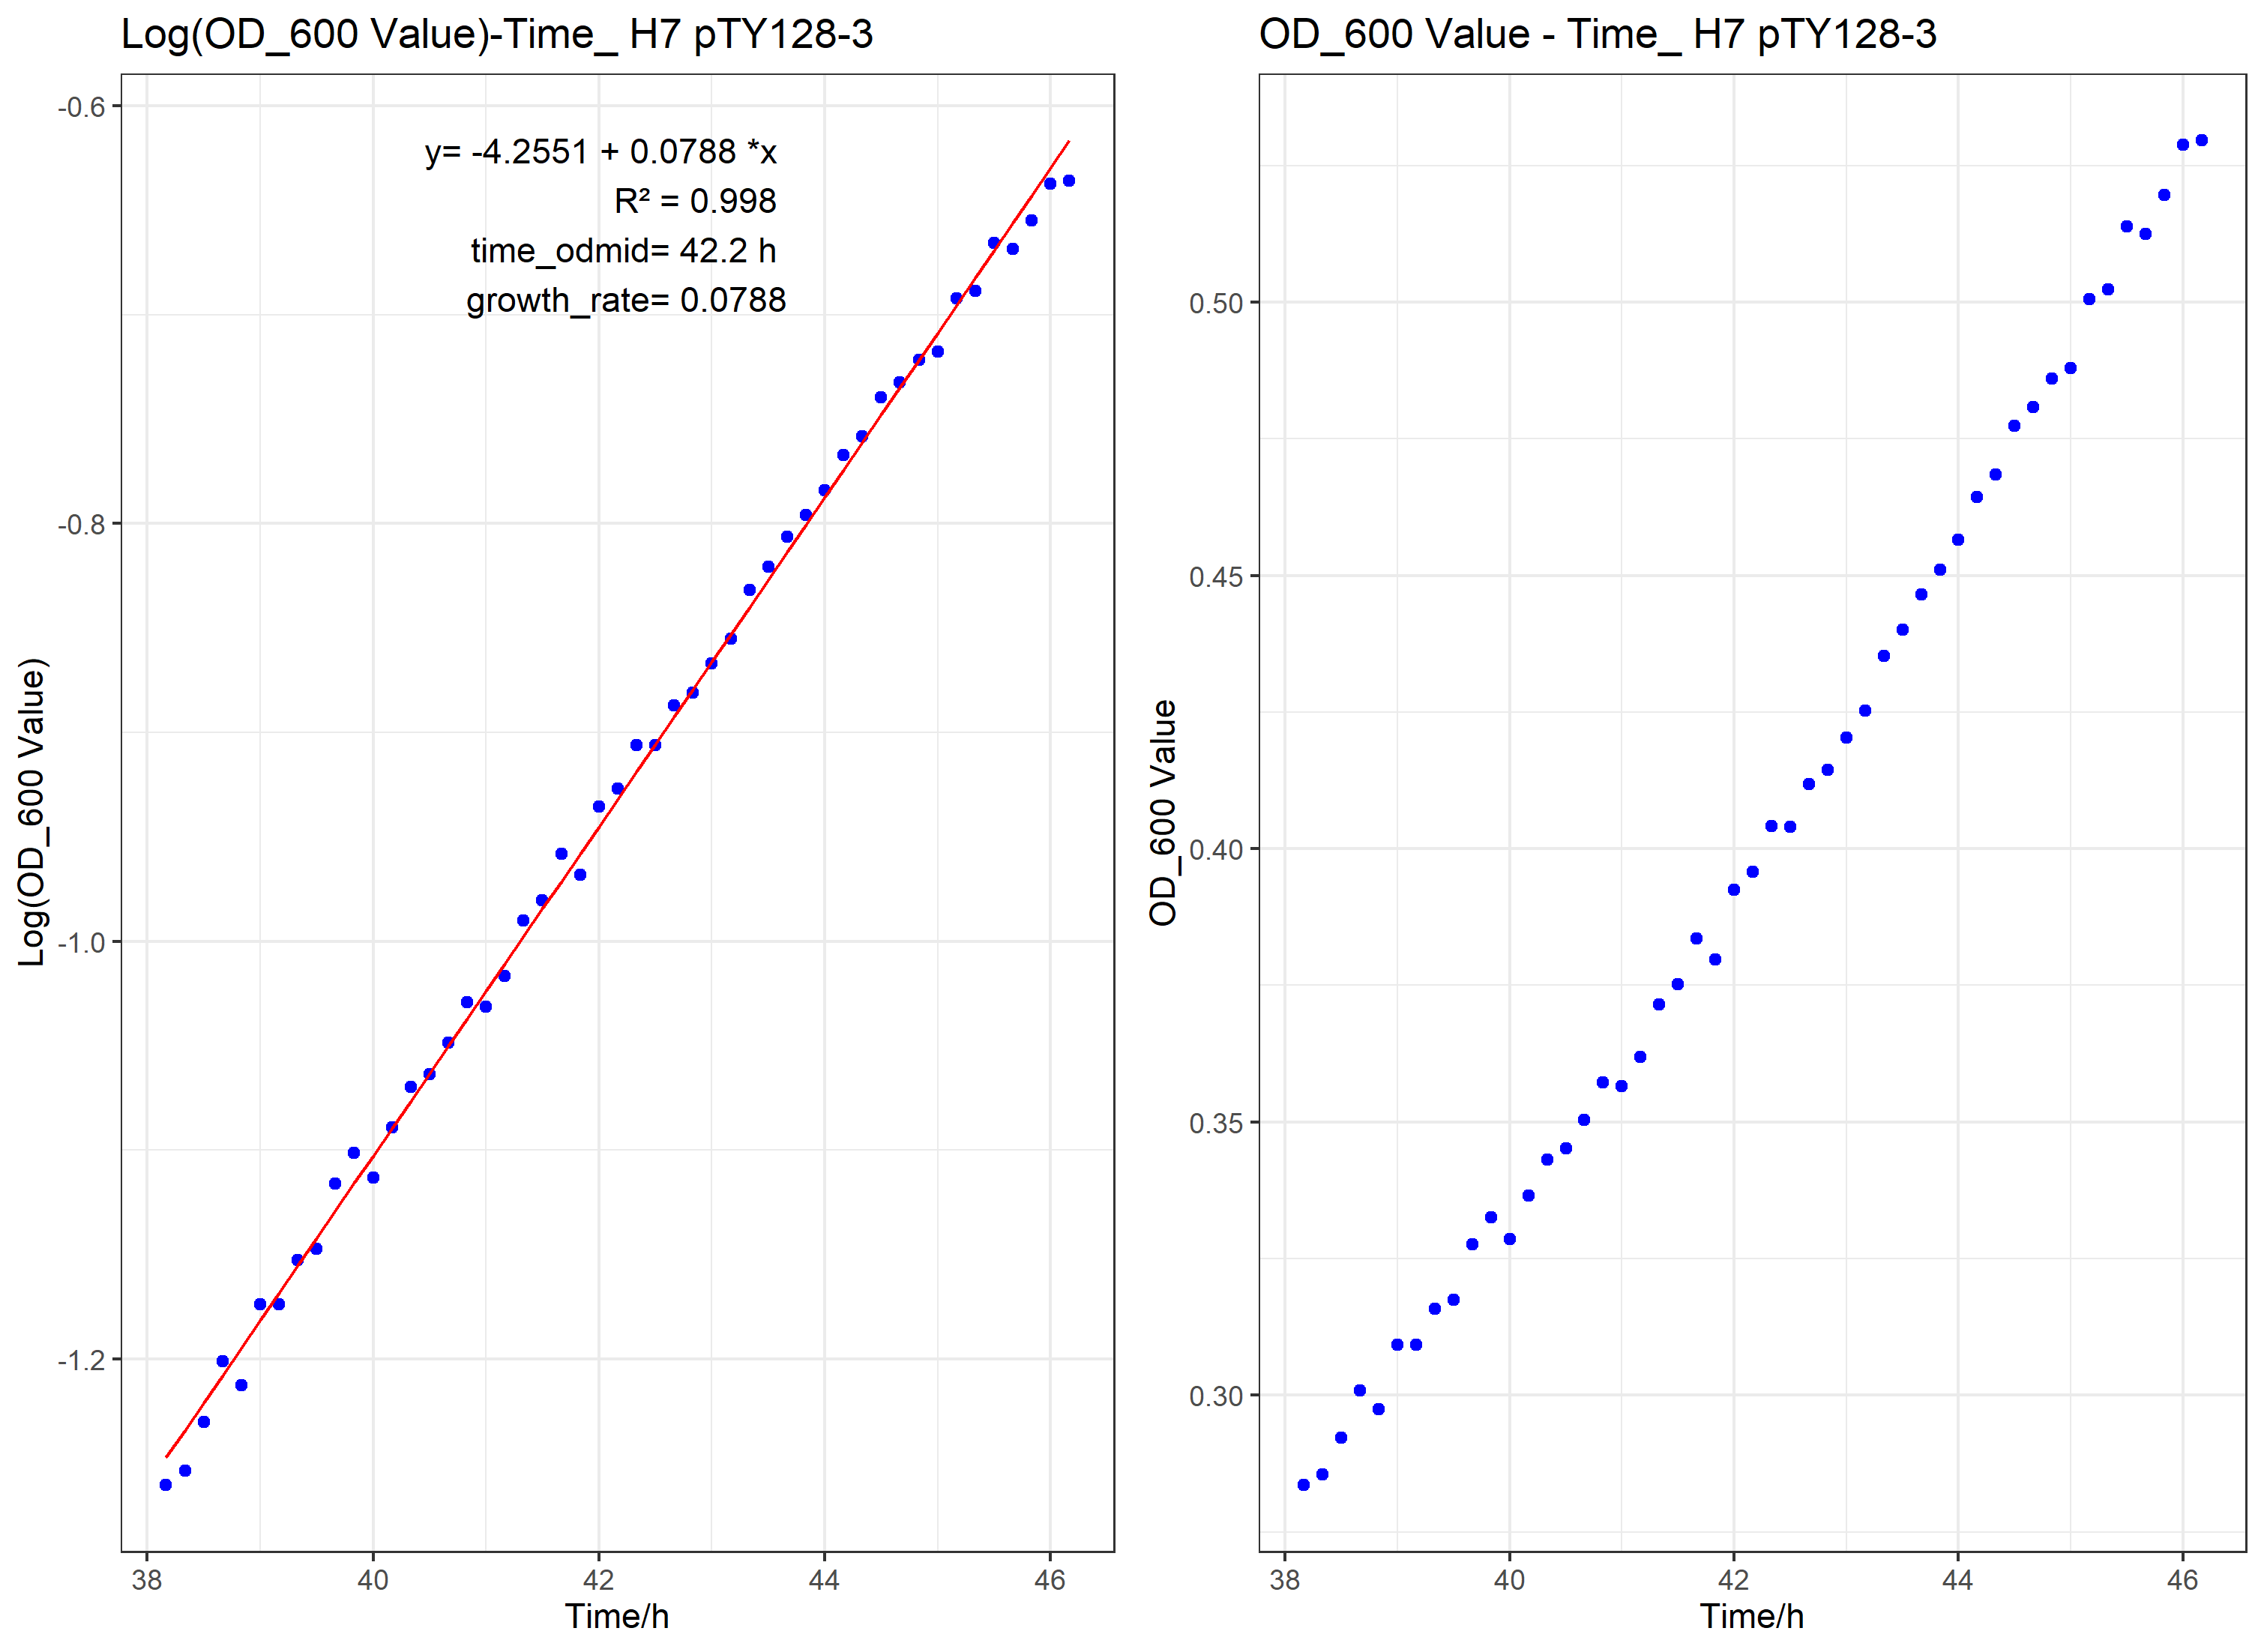 Log(OD_600 Value)-Time_ H7 pTY128-3
y= -4.2551 + 0.0788 *x
R² = 0.998
time_odmid= 42.2 h
growth_rate= 0.0788
-0.6
-0.8
-1.0
-1.2
Log(OD_600 Value)
38 40 42 44 46
Time/h
OD_600 Value - Time_ H7 pTY128-3
0.50
0.45
0.40
0.35
0.30
OD_600 Value
38 40 42 44 46
Time/h